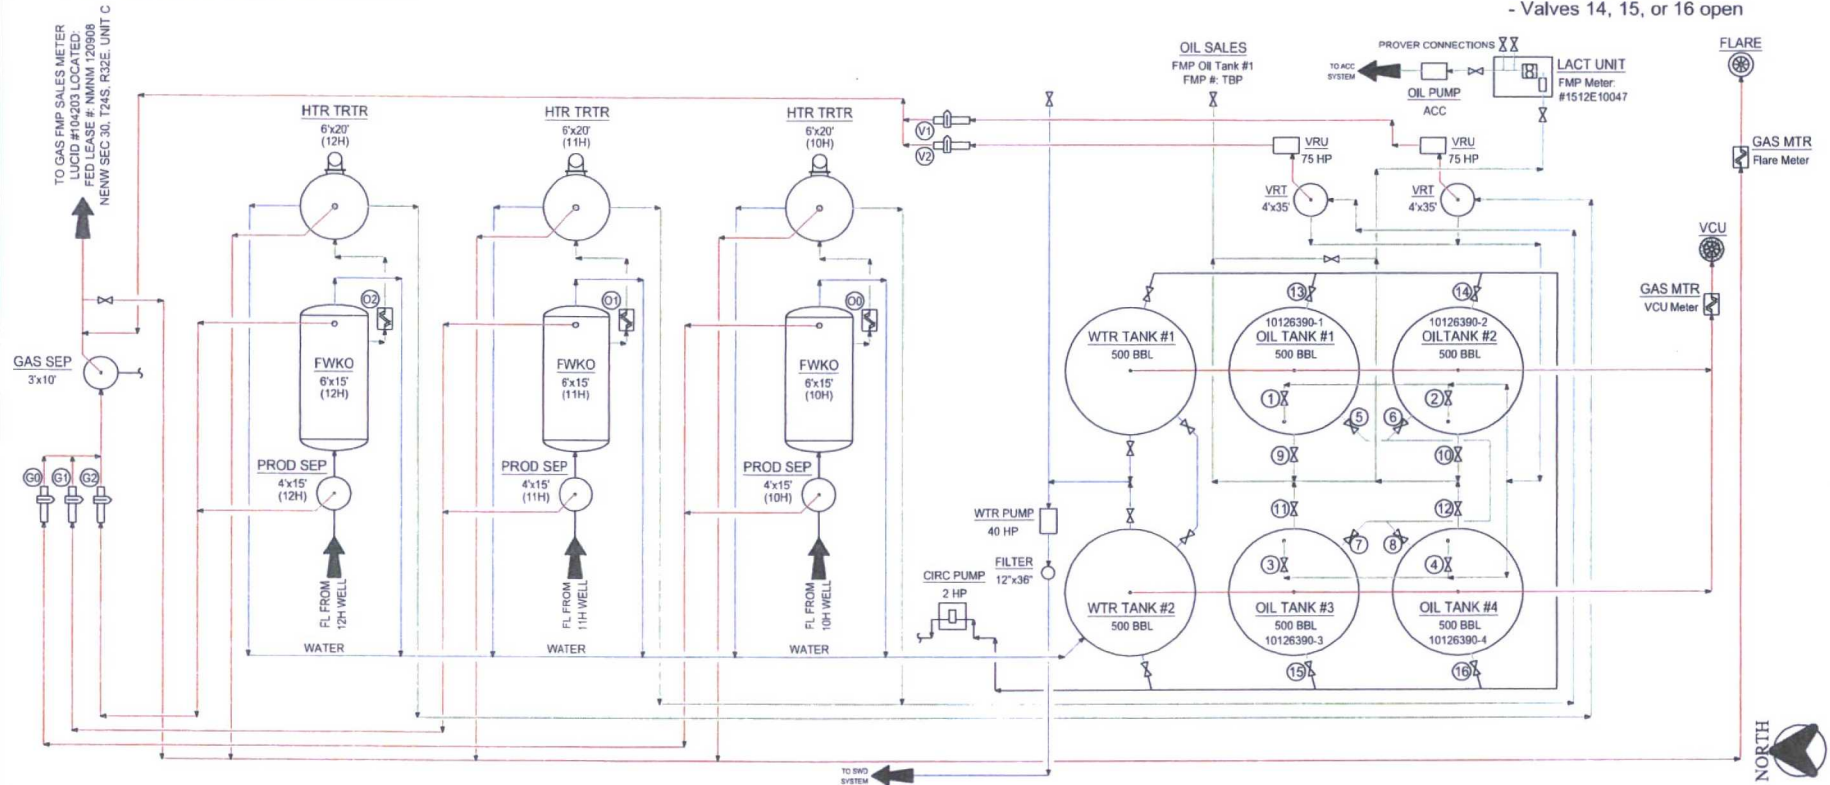 - Valves 14, 15, or 16 open
TO GAS FMP SALES METER
LUCID #104203 LOCATED:
FED LEASE #: NMNM 120908
NENW SEC 30, T24S, R32E, UNIT C
HTR TRTR
6'x20'
(12H)
HTR TRTR
6'x20'
(11H)
HTR TRTR
6'x20'
(10H)
V1
V2
OIL SALES
FMP Oil Tank #1
FMP #: TBP
PROVER CONNECTIONS
TO ACC
SYSTEM
OIL PUMP
ACC
LACT UNIT
FMP Meter:
#1512E10047
FLARE
GAS MTR
Flare Meter
VRU
75 HP
VRU
75 HP
VRT
4'x35'
VRT
4'x35'
VCU
GAS MTR
VCU Meter
GAS SEP
3'x10'
O2
O1
O0
FWKO
6'x15'
(12H)
FWKO
6'x15'
(11H)
FWKO
6'x15'
(10H)
G0
G1
G2
PROD SEP
4'x15'
(12H)
PROD SEP
4'x15'
(11H)
PROD SEP
4'x15'
(10H)
FL FROM
12H WELL
FL FROM
11H WELL
FL FROM
10H WELL
WATER
WATER
WATER
WTR TANK #1
500 BBL
13
10126390-1
OIL TANK #1
500 BBL
14
10126390-2
OILTANK #2
500 BBL
1
2
5
6
9
10
11
12
7
8
3
4
WTR PUMP
40 HP
FILTER
12"x36"
CIRC PUMP
2 HP
WTR TANK #2
500 BBL
OIL TANK #3
500 BBL
10126390-3
OIL TANK #4
500 BBL
10126390-4
15
16
TO SWD
SYSTEM
NORTH